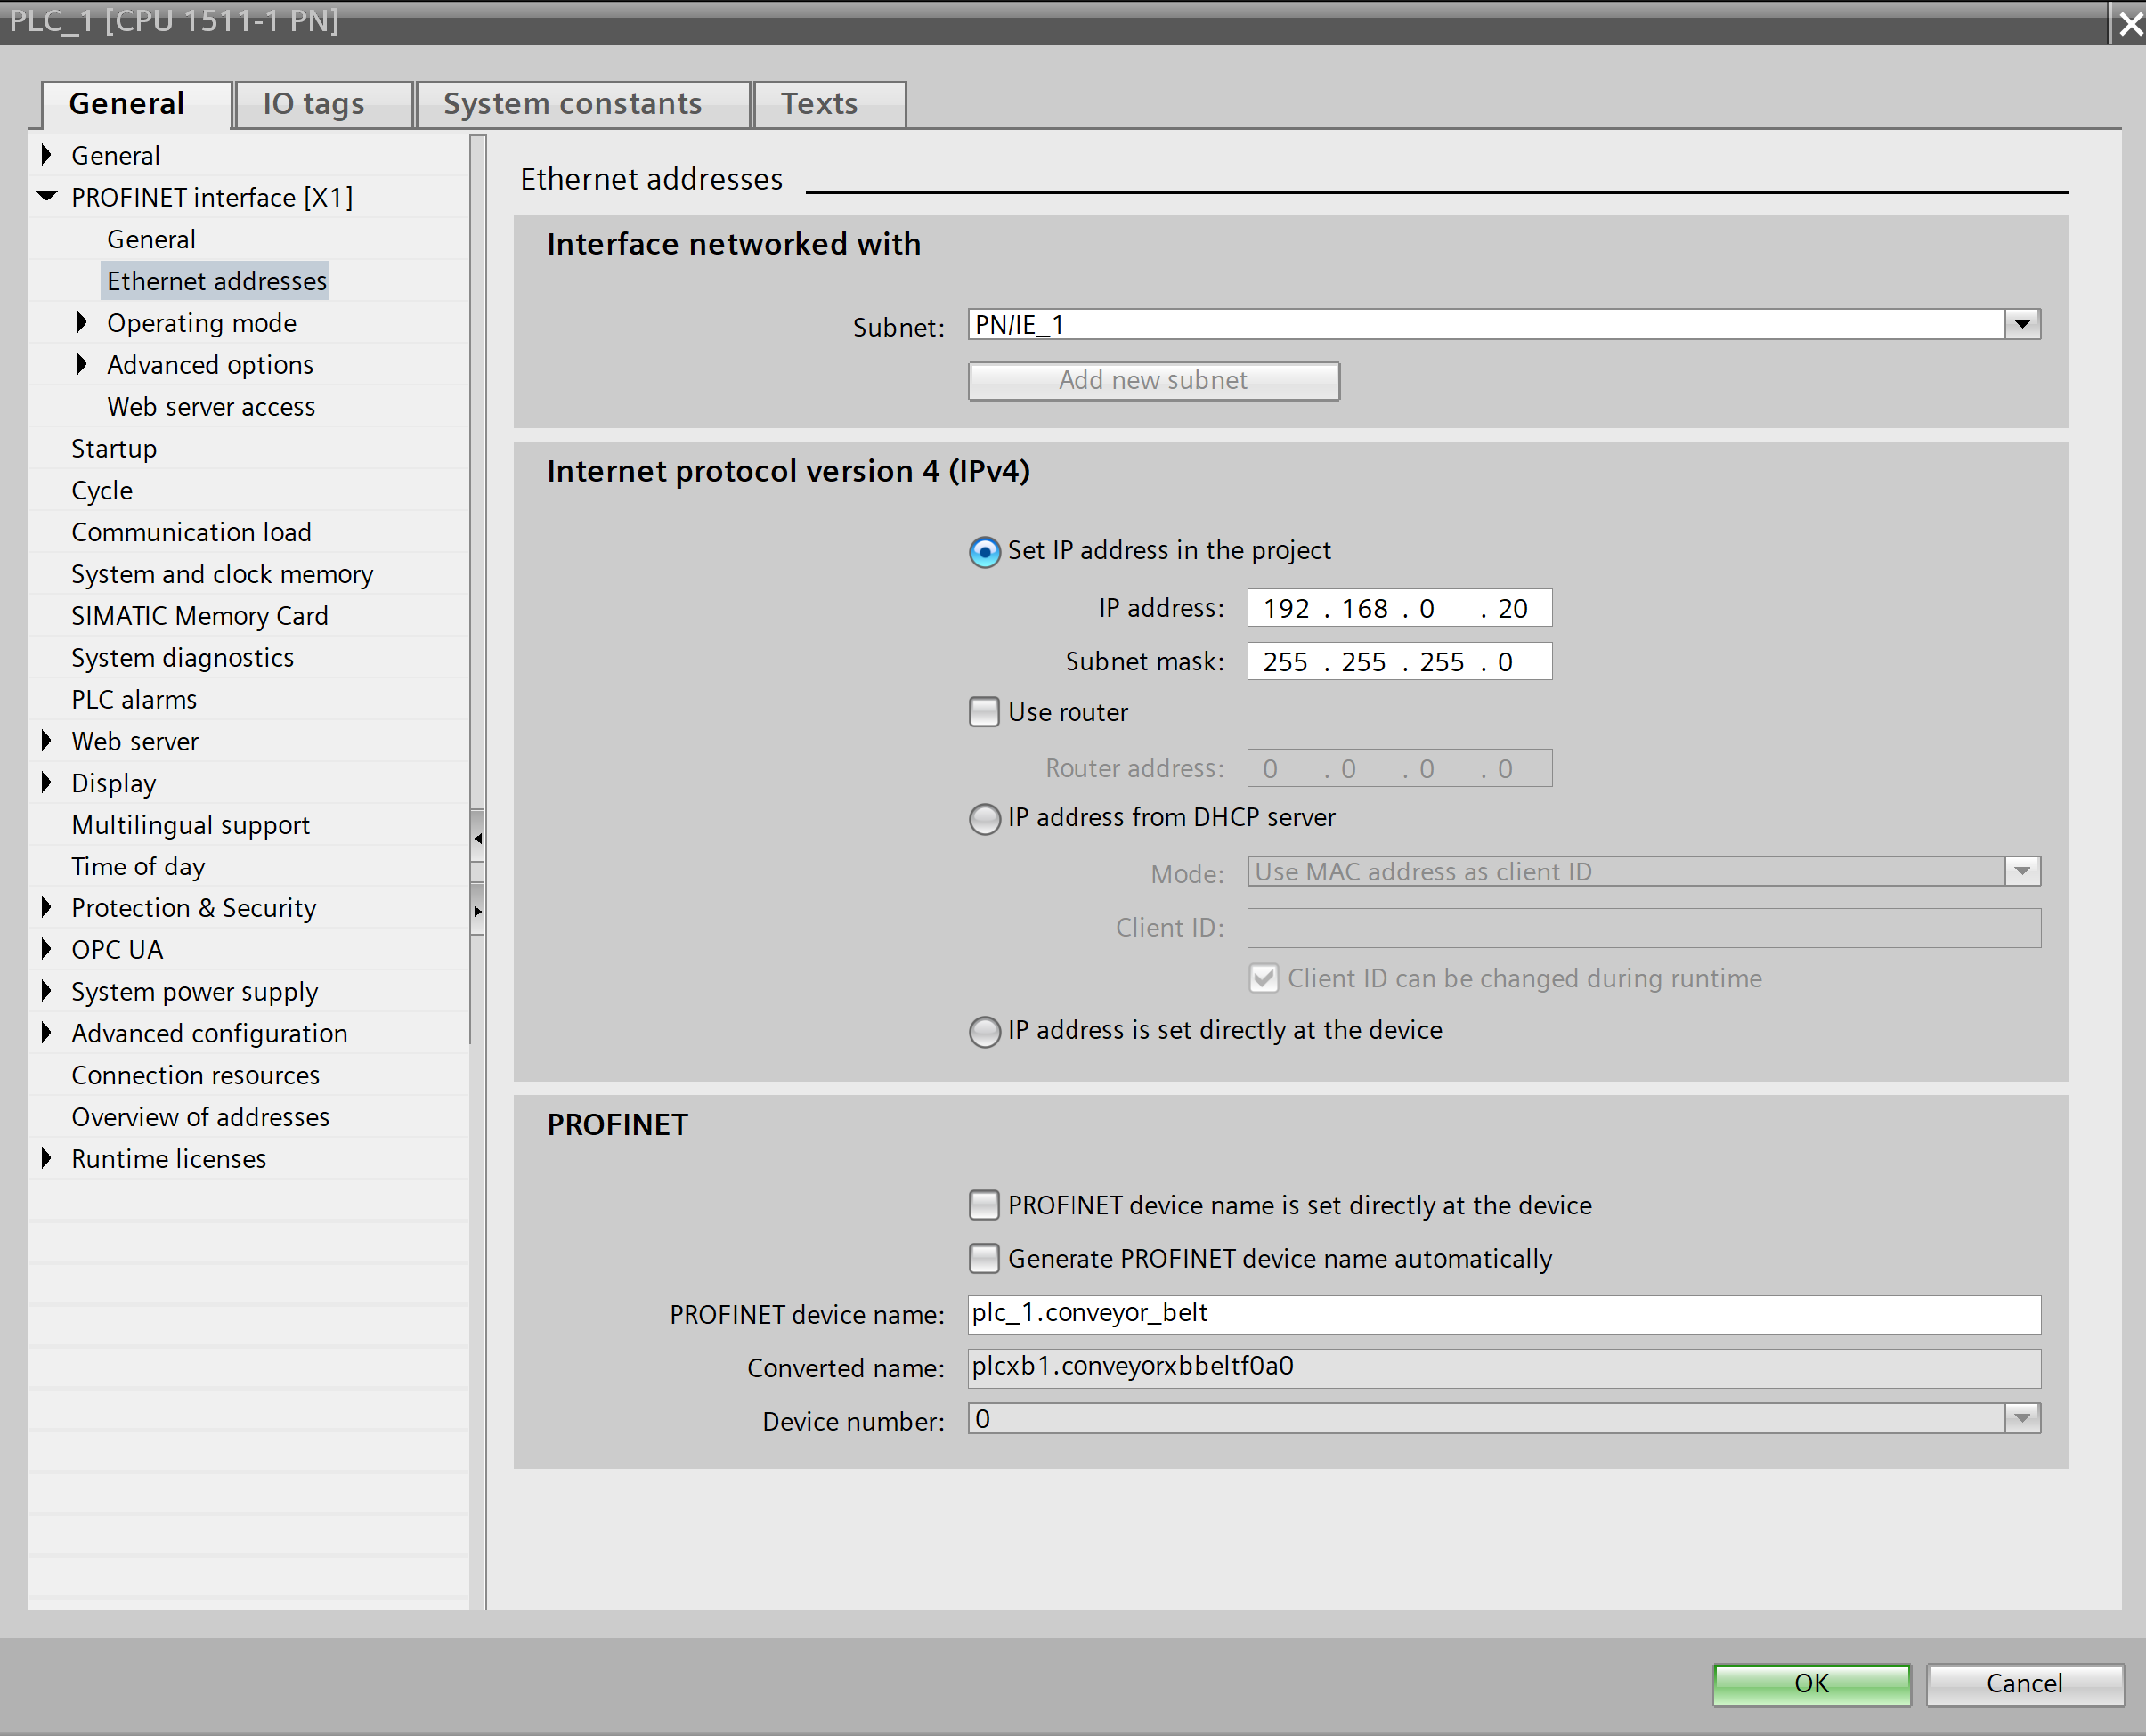 PLC_1 [CPU 1511-1 PN]
General
IO tags
System constants
Texts
General
PROFINET interface [X1]
General
Ethernet addresses
Operating mode
Advanced options
Web server access
Startup
Cycle
Communication load
System and clock memory
SIMATIC Memory Card
System diagnostics
PLC alarms
Web server
Display
Multilingual support
Time of day
Protection & Security
OPC UA
System power supply
Advanced configuration
Connection resources
Overview of addresses
Runtime licenses
Ethernet addresses
Interface networked with
Subnet: PN/IE_1
Add new subnet
Internet protocol version 4 (IPv4)
Set IP address in the project
IP address: 192 . 168 . 0 . 20
Subnet mask: 255 . 255 . 255 . 0
Use router
Router address: 0 . 0 . 0 . 0
IP address from DHCP server
Mode: Use MAC address as client ID
Client ID:
Client ID can be changed during runtime
IP address is set directly at the device
PROFINET
PROFINET device name is set directly at the device
Generate PROFINET device name automatically
PROFINET device name: plc_1.conveyor_belt
Converted name: plcxb1.conveyorxbbeltf0a0
Device number: 0
OK
Cancel